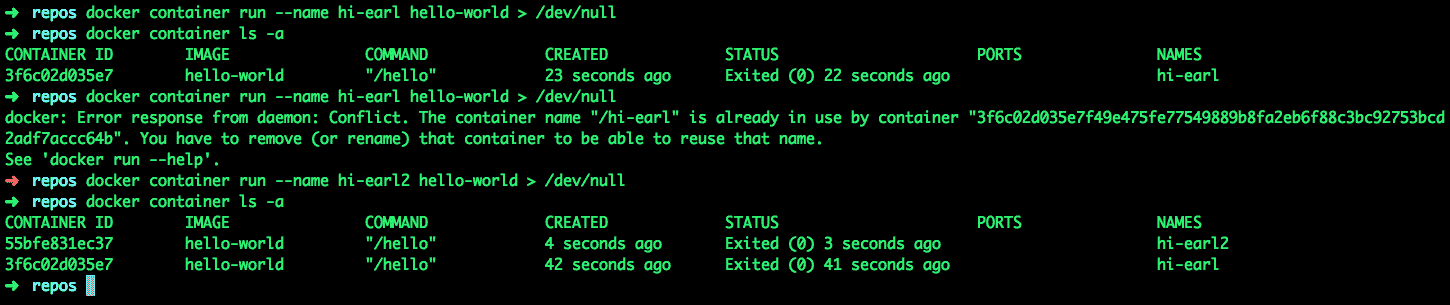 ➜ repos docker container run --name hi-earl hello-world > /dev/null
➜ repos docker container ls -a
CONTAINER ID IMAGE COMMAND CREATED STATUS PORTS NAMES
3f6c02d035e7 hello-world "/hello" 23 seconds ago Exited (0) 22 seconds ago hi-earl
➜ repos docker container run --name hi-earl hello-world > /dev/null
docker: Error response from daemon: Conflict. The container name "/hi-earl" is already in use by container "3f6c02d035e7f49e475fe77549889b8fa2eb6f88c3bc92753bcd
2adf7accc64b". You have to remove (or rename) that container to be able to reuse that name.
See 'docker run --help'.
➜ repos docker container run --name hi-earl2 hello-world > /dev/null
➜ repos docker container ls -a
CONTAINER ID IMAGE COMMAND CREATED STATUS PORTS NAMES
55bfe831ec37 hello-world "/hello" 4 seconds ago Exited (0) 3 seconds ago hi-earl2
3f6c02d035e7 hello-world "/hello" 42 seconds ago Exited (0) 41 seconds ago hi-earl
➜ repos